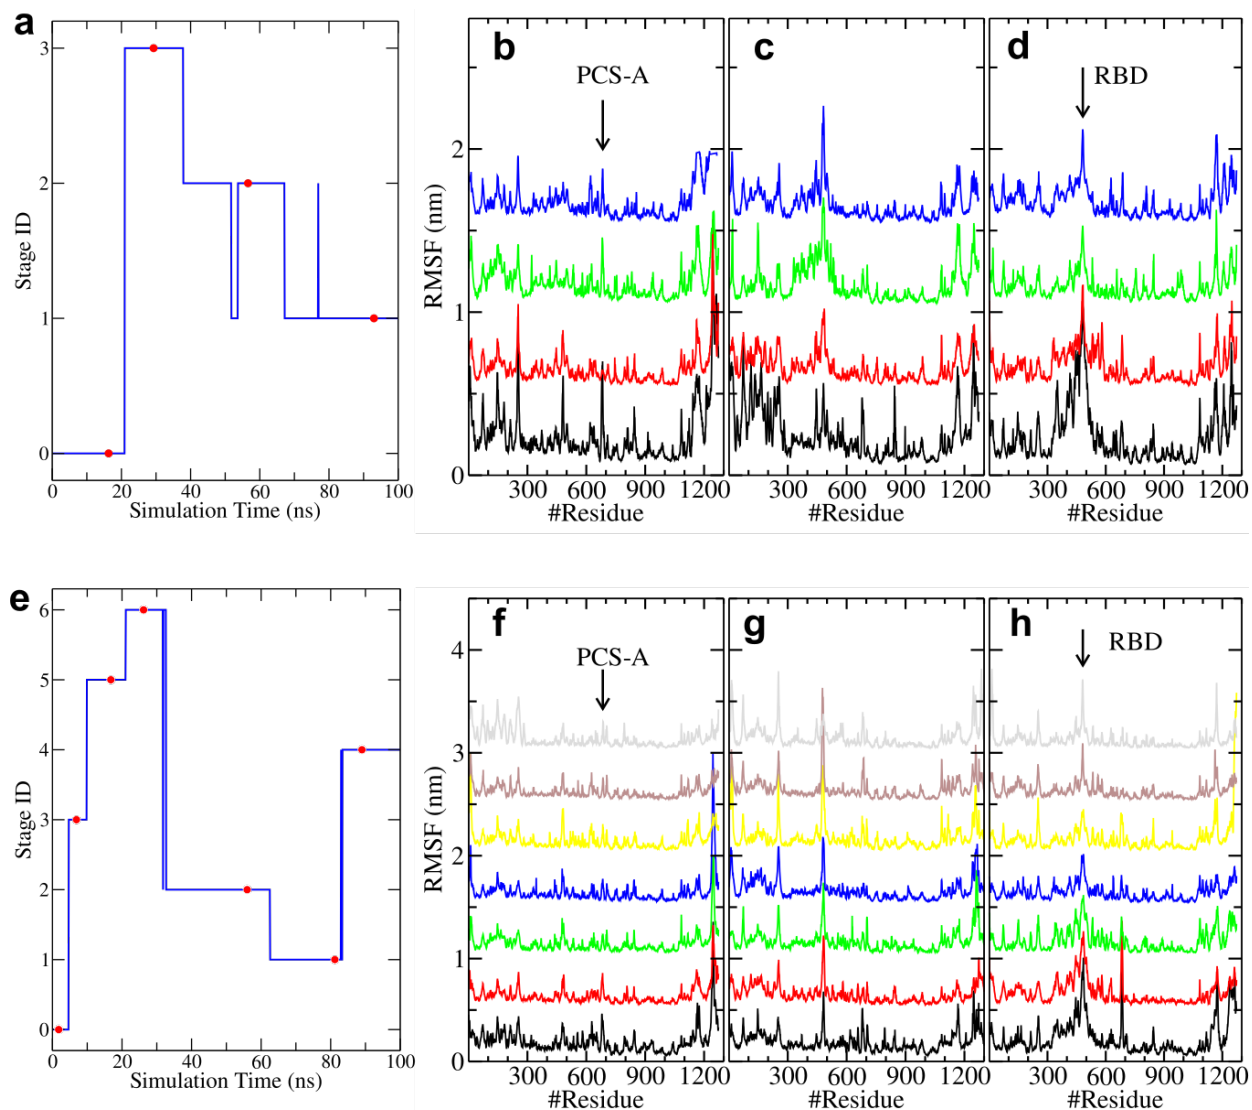 a
3
2
1
0
Stage ID
0 20 40 60 80 100
Simulation Time (ns)
b
PCS-A
c
d
RBD
2
1
0
RMSF (nm)
300 600 900 1200
#Residue
300 600 900 1200
#Residue
300 600 900 1200
#Residue
e
6
5
4
3
2
1
0
Stage ID
0 20 40 60 80 100
Simulation Time (ns)
f
PCS-A
g
h
RBD
4
3
2
1
0
RMSF (nm)
300 600 900 1200
#Residue
300 600 900 1200
#Residue
300 600 900 1200
#Residue